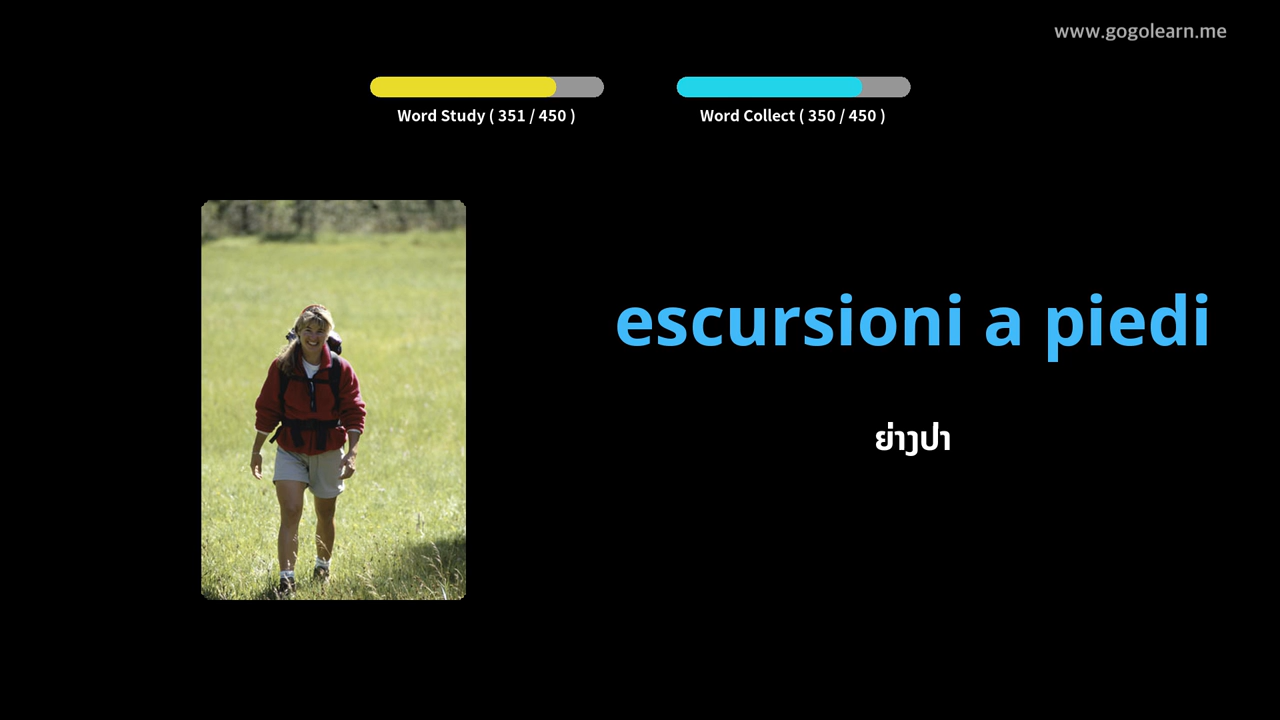 www.gogolearn.me
Word Study ( 351 / 450 )
Word Collect ( 350 / 450 )
escursioni a piedi
ຍ່າງປາ